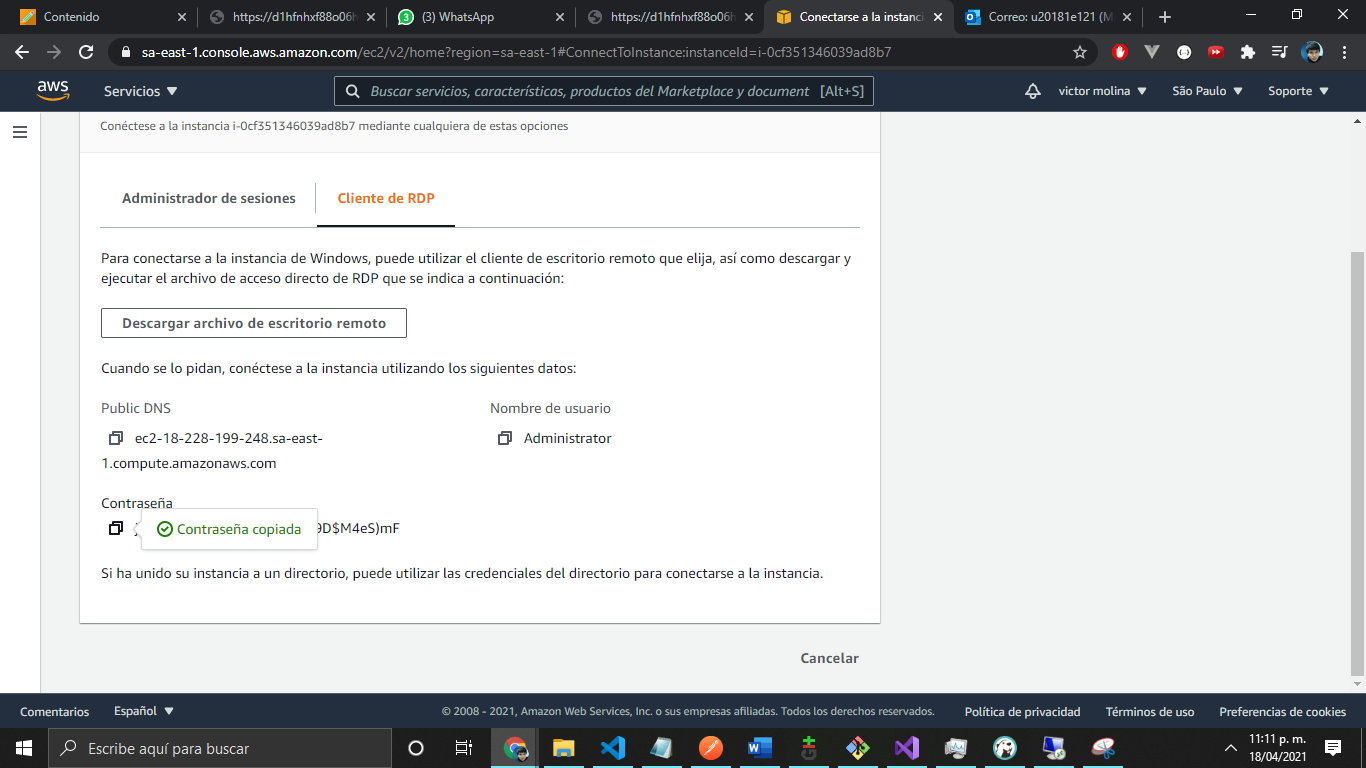 Contenido
https://d1hfnhxf88o06h
(3) WhatsApp
https://d1hfnhxf88o06h
Conectarse a la instanci
Correo: u20181e121 (M
sa-east-1.console.aws.amazon.com/ec2/v2/home?region=sa-east-1#ConnectToInstance:instanceId=i-0cf351346039ad8b7
aws
Servicios
Buscar servicios, características, productos del Marketplace y document [Alt+S]
victor molina
São Paulo
Soporte
Conéctese a la instancia i-0cf351346039ad8b7 mediante cualquiera de estas opciones
Administrador de sesiones
Cliente de RDP
Para conectarse a la instancia de Windows, puede utilizar el cliente de escritorio remoto que elija, así como descargar y
ejecutar el archivo de acceso directo de RDP que se indica a continuación:
Descargar archivo de escritorio remoto
Cuando se lo pidan, conéctese a la instancia utilizando los siguientes datos:
Public DNS
Nombre de usuario
ec2-18-228-199-248.sa-east-
1.compute.amazonaws.com
Administrator
Contraseña
Contraseña copiada
9D$M4eS)mF
Si ha unido su instancia a un directorio, puede utilizar las credenciales del directorio para conectarse a la instancia.
Cancelar
Comentarios
Español
© 2008 - 2021, Amazon Web Services, Inc. o sus empresas afiliadas. Todos los derechos reservados.
Política de privacidad
Términos de uso
Preferencias de cookies
Escribe aquí para buscar
11:11 p. m.
18/04/2021